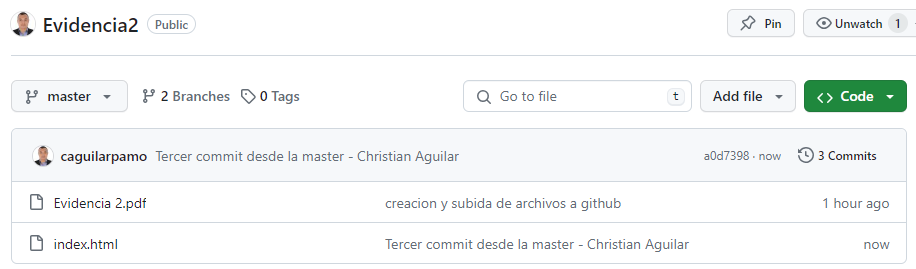 Evidencia2 Public Pin Unwatch 1
master 2 Branches 0 Tags Go to file t Add file Code
caguilarpamo Tercer commit desde la master - Christian Aguilar a0d7398 · now 3 Commits
Evidencia 2.pdf creacion y subida de archivos a github 1 hour ago
index.html Tercer commit desde la master - Christian Aguilar now